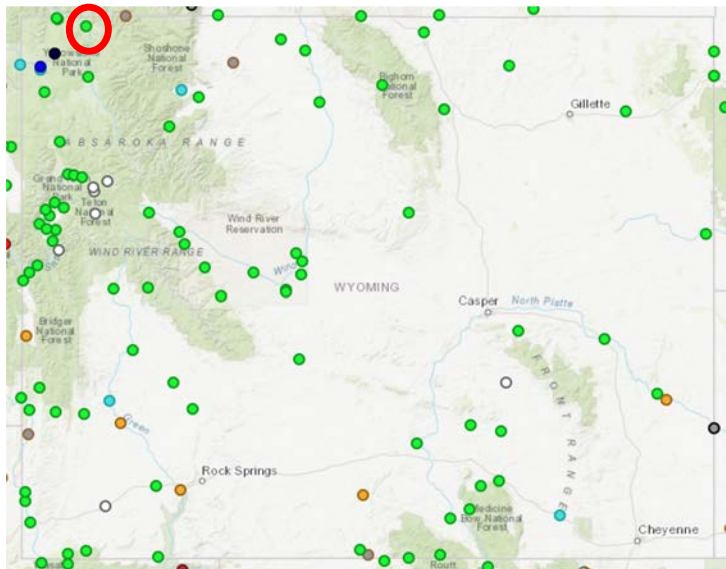 Yellowstone
National
Park
Shoshone
National
Forest
Bighorn
National
Forest
Gillette
ABSAROKA RANGE
Grand
National
Park
Teton
National
Forest
Wind River
Reservation
WIND RIVER RANGE
Wind
WYOMING
Casper
North Platte
Bridger
National
Forest
FRONT RANGE
Green
Rock Springs
Medicine
Bow National
Forest
Cheyenne
Routt